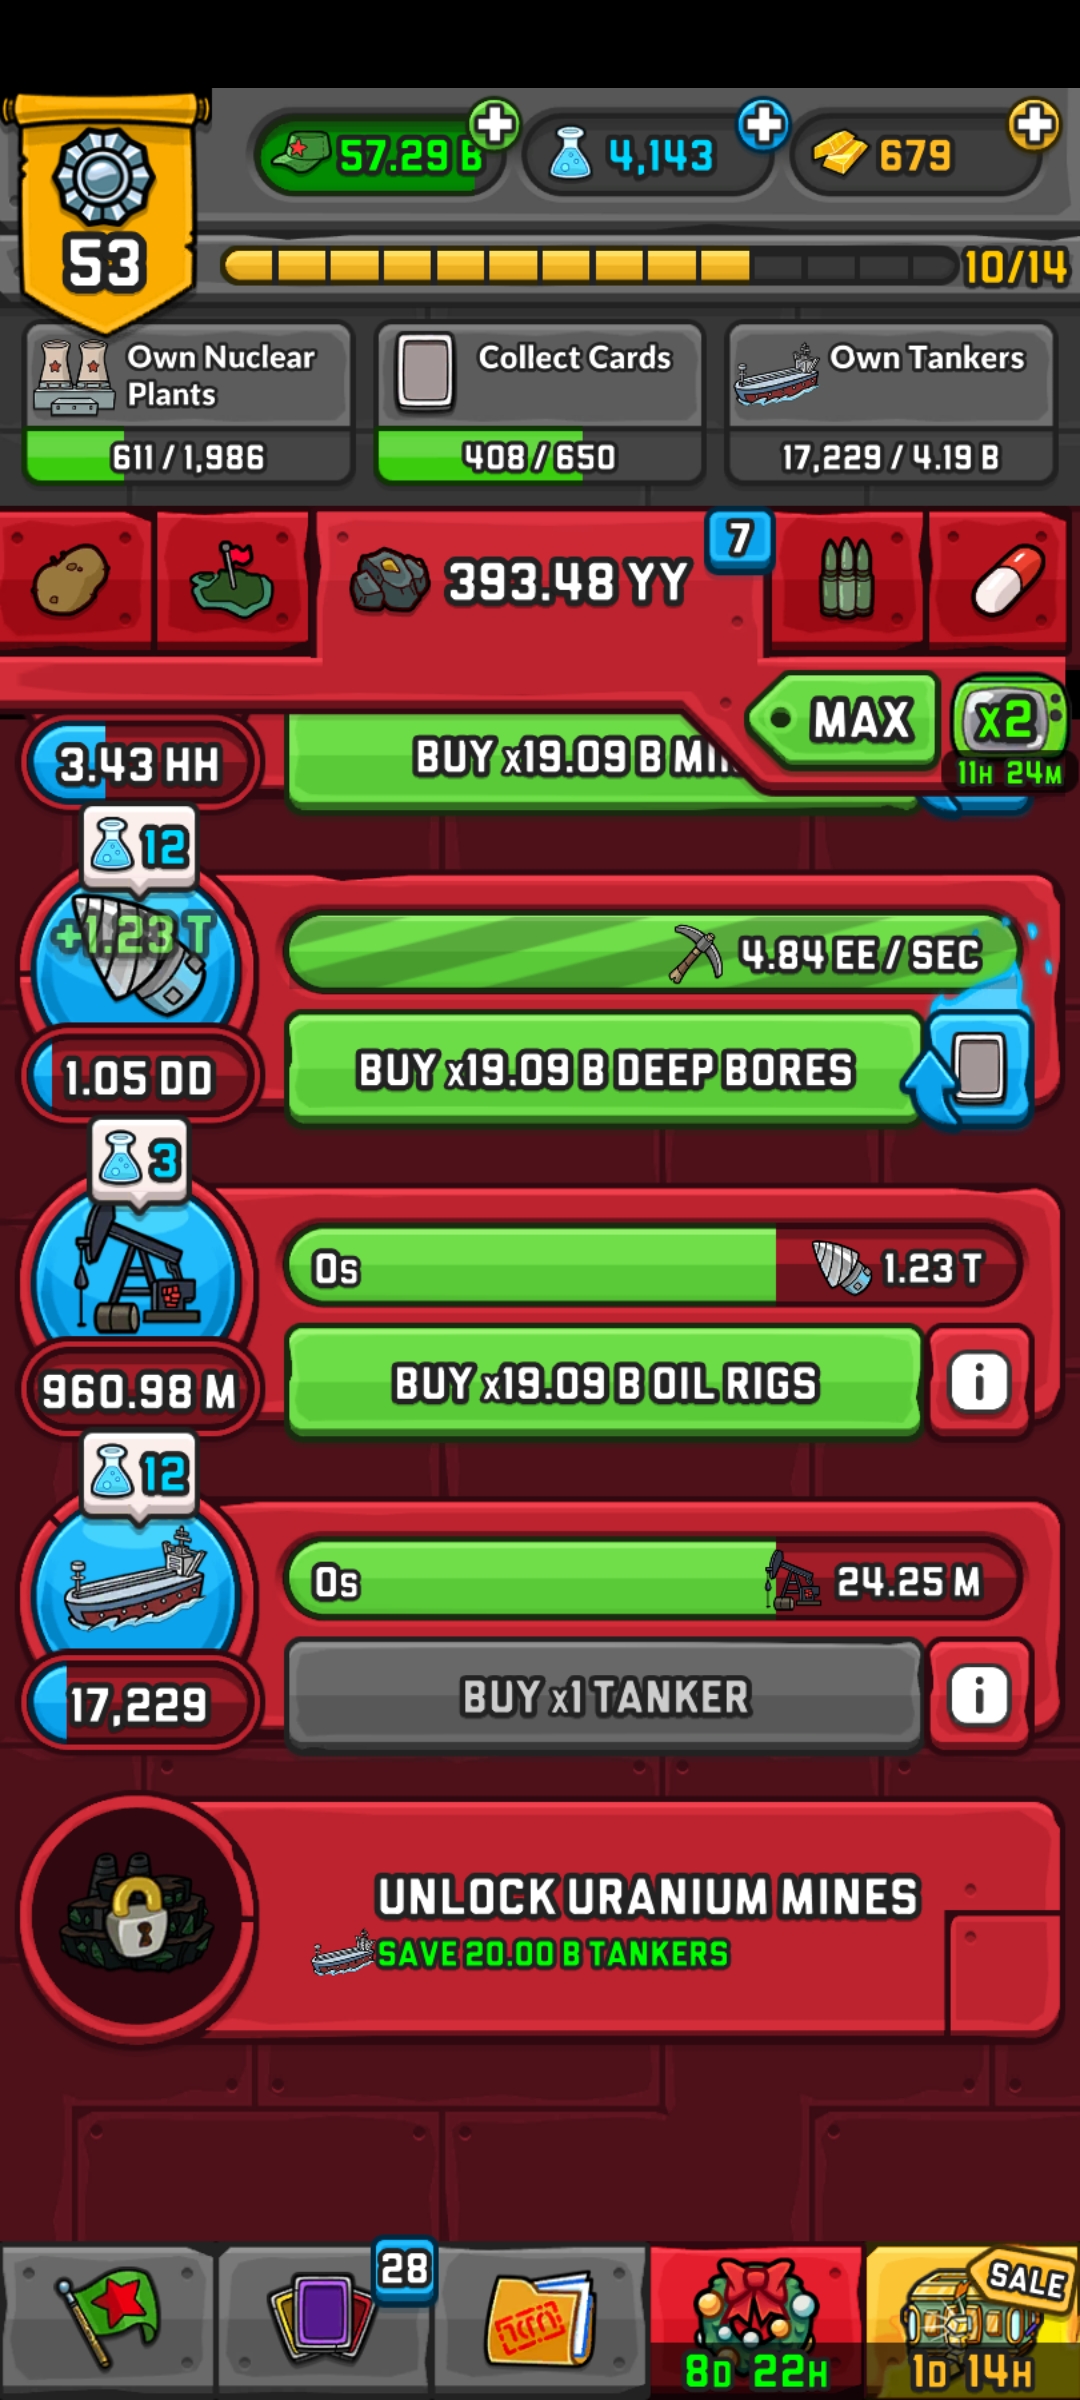 57.29 B
4,143
679
53
10/14
Own Nuclear
Plants
Collect Cards
Own Tankers
611 / 1,986
408 / 650
17,229 / 4.19 B
393.48 YY
7
MAX
x2
11H 24M
3.43 HH
BUY x19.09 B
12
+1.23 T
4.84 EE / SEC
1.05 DD
BUY x19.09 B DEEP BORES
3
0s
1.23 T
960.98 M
BUY x19.09 B OIL RIGS
12
0s
24.25 M
17,229
BUY x1 TANKER
UNLOCK URANIUM MINES
SAVE 20.00 B TANKERS
28
SALE
8D 22H
1D 14H